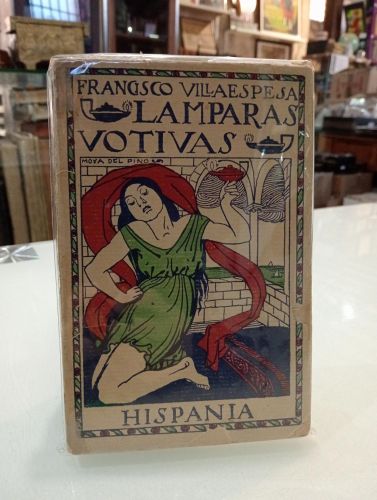 FRANCISCO VILLAESPESA
LAMPARAS
VOTIVAS
MOYA DEL PINO
HISPANIA